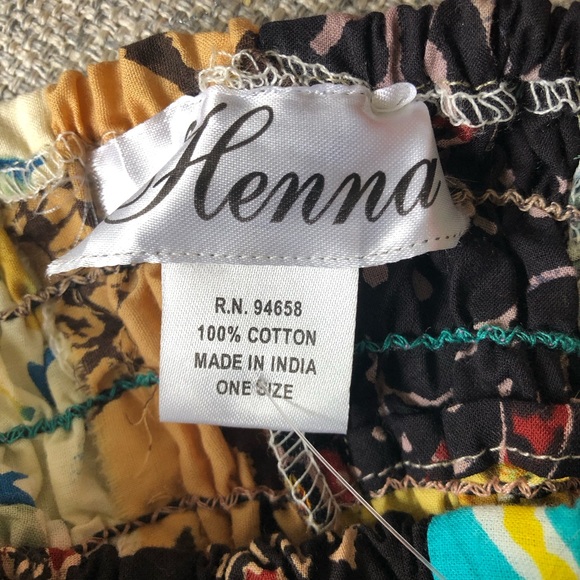 Henna
R.N. 94658
100% COTTON
MADE IN INDIA
ONE SIZE